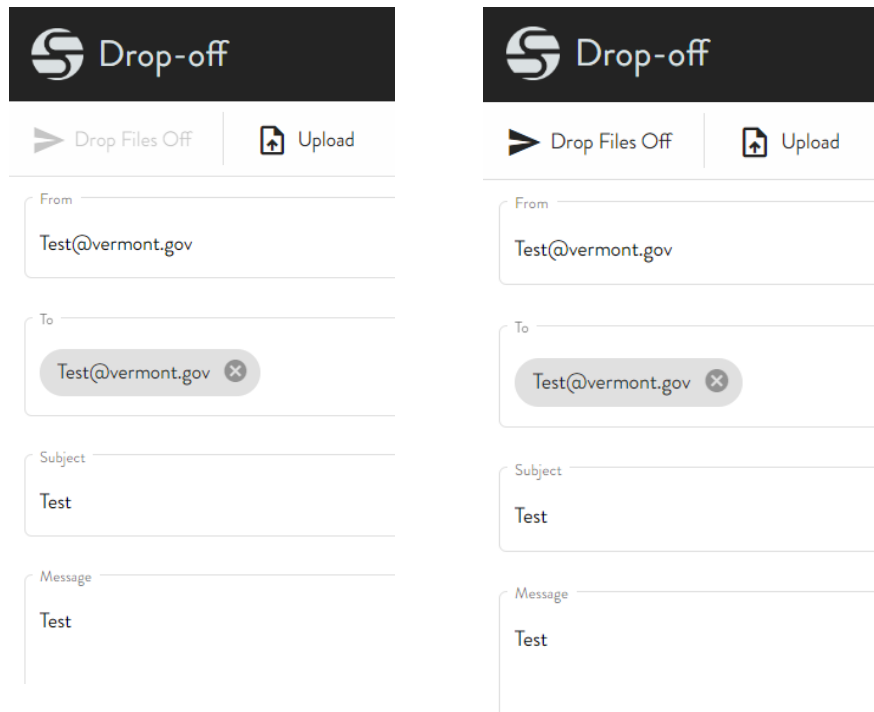 Drop-off
Drop Files Off
Upload
From
Test@vermont.gov
To
Test@vermont.gov
Subject
Test
Message
Test
Drop-off
Drop Files Off
Upload
From
Test@vermont.gov
To
Test@vermont.gov
Subject
Test
Message
Test